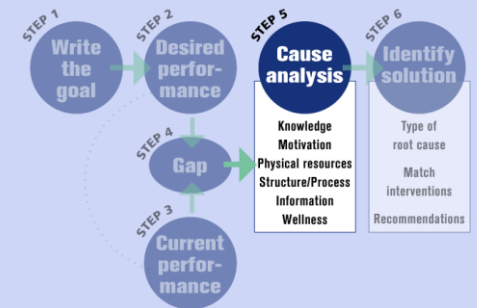 STEP 1
Write
the
goal
STEP 2
Desired
perfor-
mance
STEP 4
Gap
STEP 3
Current
perfor-
mance
STEP 5
Cause
analysis
Knowledge
Motivation
Physical resources
Structure/Process
Information
Wellness
STEP 6
Identify
solution
Type of
root cause
Match
interventions
Recommendations